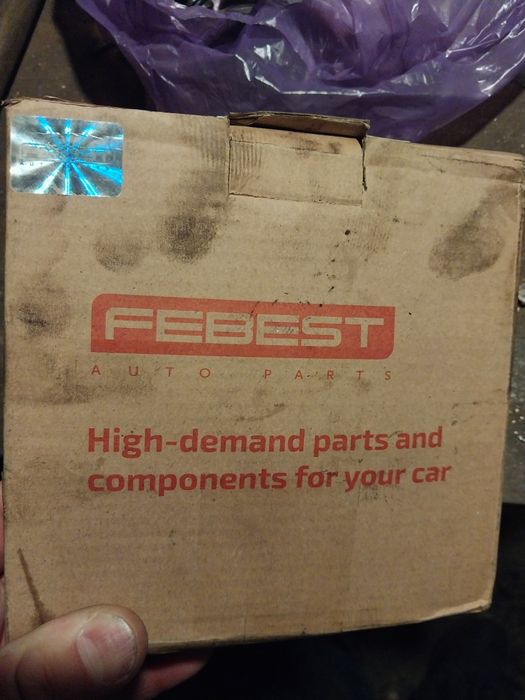 FEBEST
AUTO PARTS
High-demand parts and
components for your car